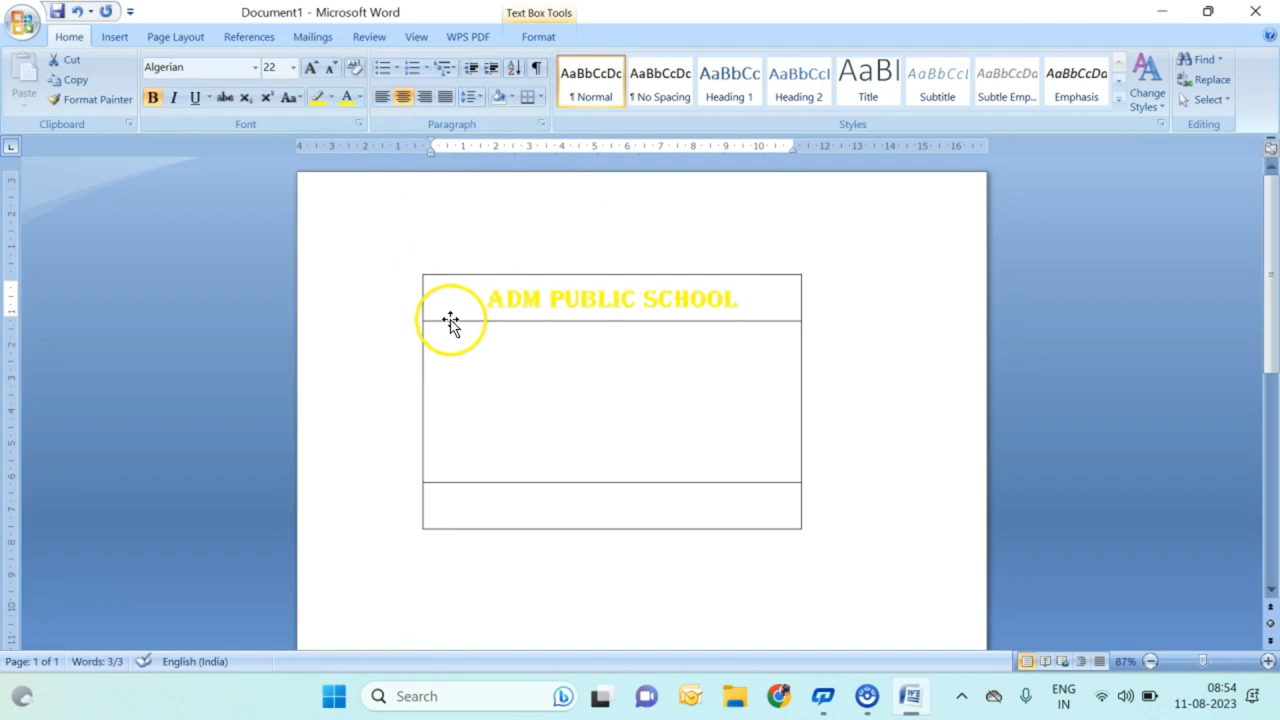 Document1 - Microsoft Word
Text Box Tools
Home
Insert
Page Layout
References
Mailings
Review
View
WPS PDF
Format
Paste
Cut
Copy
Format Painter
Clipboard
Algerian
22
Font
Paragraph
AaBbCcDc
¶ Normal
AaBbCcDc
¶ No Spacing
AaBbCc
Heading 1
AaBbCcI
Heading 2
AaBI
Title
AaBbCcI
Subtitle
AaBbCcDa
Subtle Emp...
AaBbCcDa
Emphasis
Change
Styles
Styles
Find
Replace
Select
Editing
ADM PUBLIC SCHOOL
Page: 1 of 1
Words: 3/3
English (India)
87%
Search
ENG
IN
08:54
11-08-2023